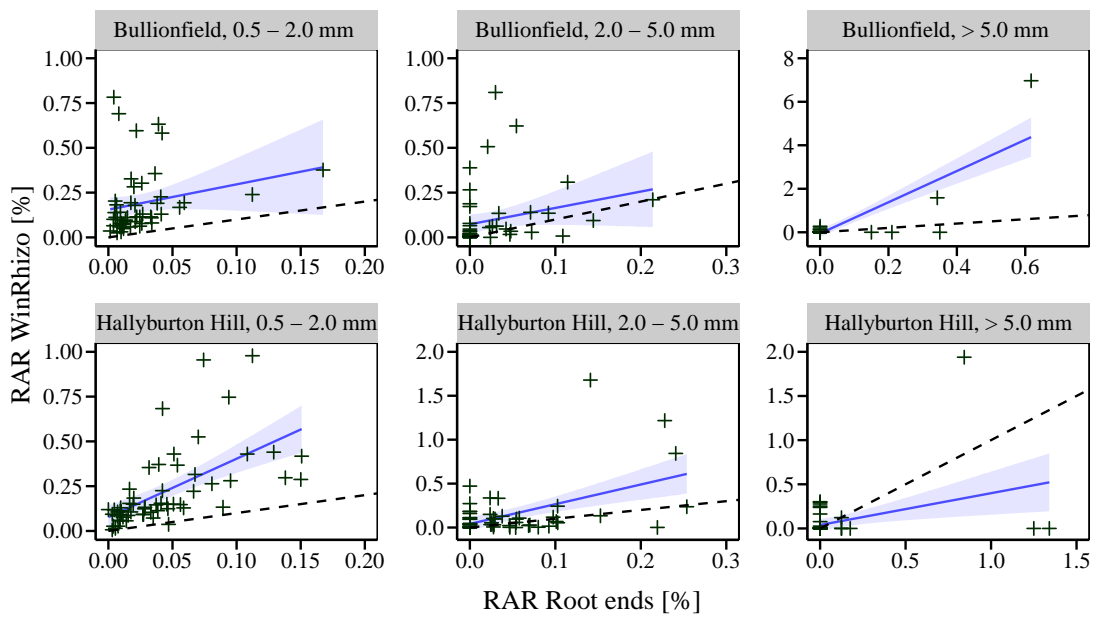 Bullionfield, 0.5 – 2.0 mm
Bullionfield, 2.0 – 5.0 mm
Bullionfield, > 5.0 mm
1.00
0.75
0.50
0.25
0.00
0.00 0.05 0.10 0.15 0.20
1.00
0.75
0.50
0.25
0.00
0.0 0.1 0.2 0.3
8
6
4
2
0
0.0 0.2 0.4 0.6
RAR WinRhizo [%]
Hallyburton Hill, 0.5 – 2.0 mm
Hallyburton Hill, 2.0 – 5.0 mm
Hallyburton Hill, > 5.0 mm
1.00
0.75
0.50
0.25
0.00
0.00 0.05 0.10 0.15 0.20
2.0
1.5
1.0
0.5
0.0
0.0 0.1 0.2 0.3
2.0
1.5
1.0
0.5
0.0
0.0 0.5 1.0 1.5
RAR Root ends [%]